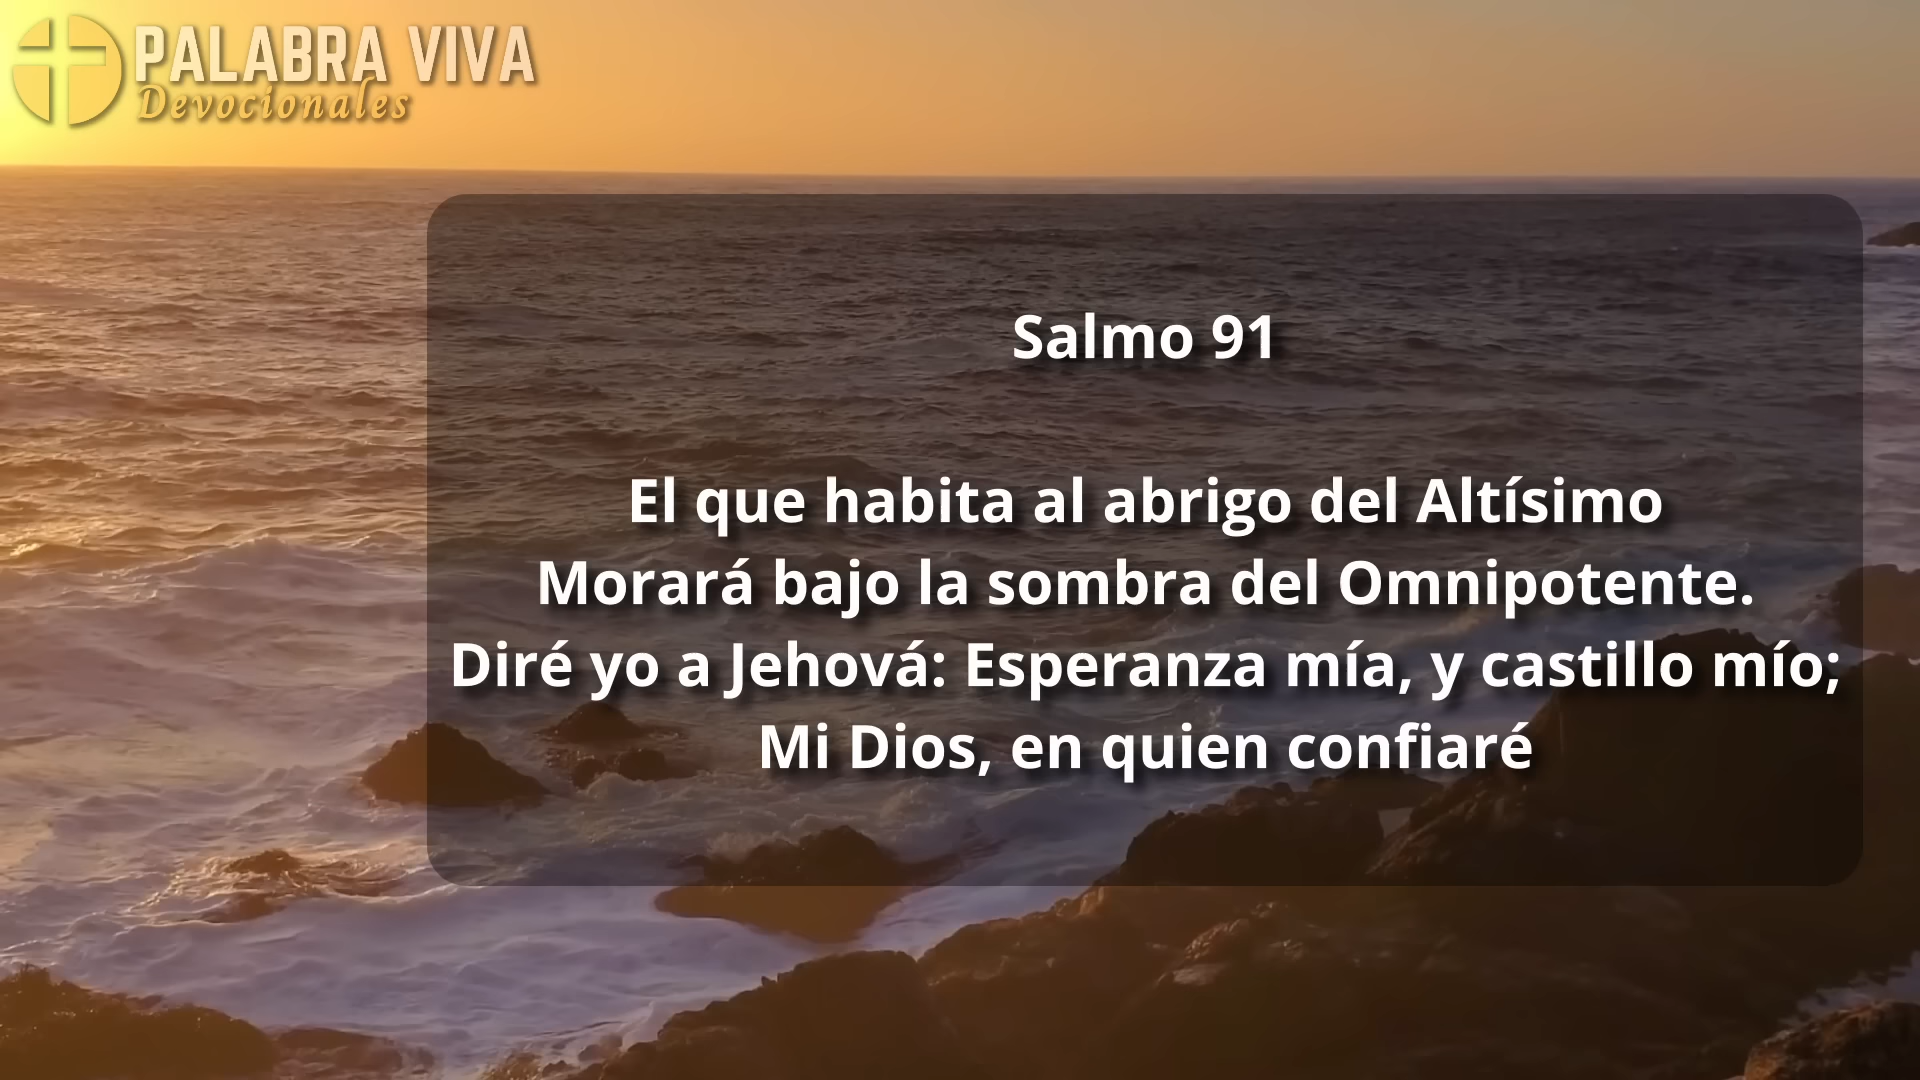 PALABRA VIVA
Devocionales
Salmo 91
El que habita al abrigo del Altísimo
Morará bajo la sombra del Omnipotente.
Diré yo a Jehová: Esperanza mía, y castillo mío;
Mi Dios, en quien confiaré